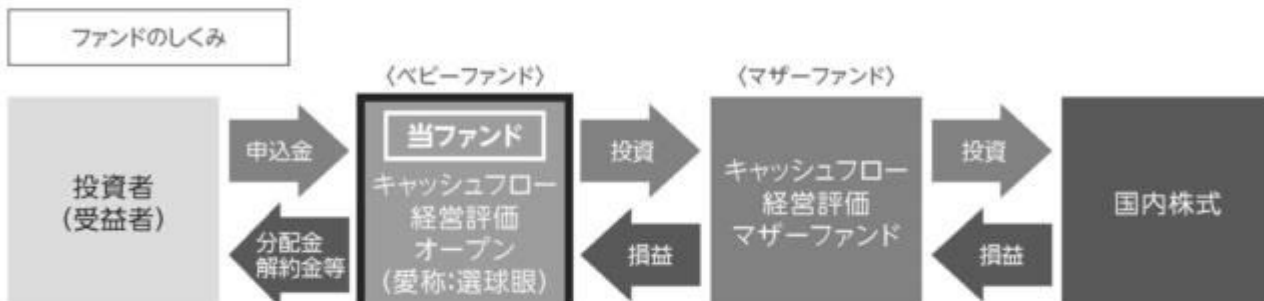 ファンドのしくみ
〈ベビーファンド〉
〈マザーファンド〉
投資者
(受益者)
申込金
分配金
解約金等
当ファンド
キャッシュフロー
経営評価
オープン
(愛称:選球眼)
投資
損益
キャッシュフロー
経営評価
マザーファンド
投資
損益
国内株式